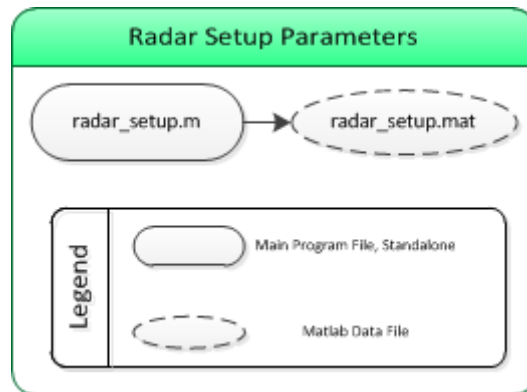 Radar Setup Parameters
radar_setup.m
radar_setup.mat
Legend
Main Program File, Standalone
Matlab Data File